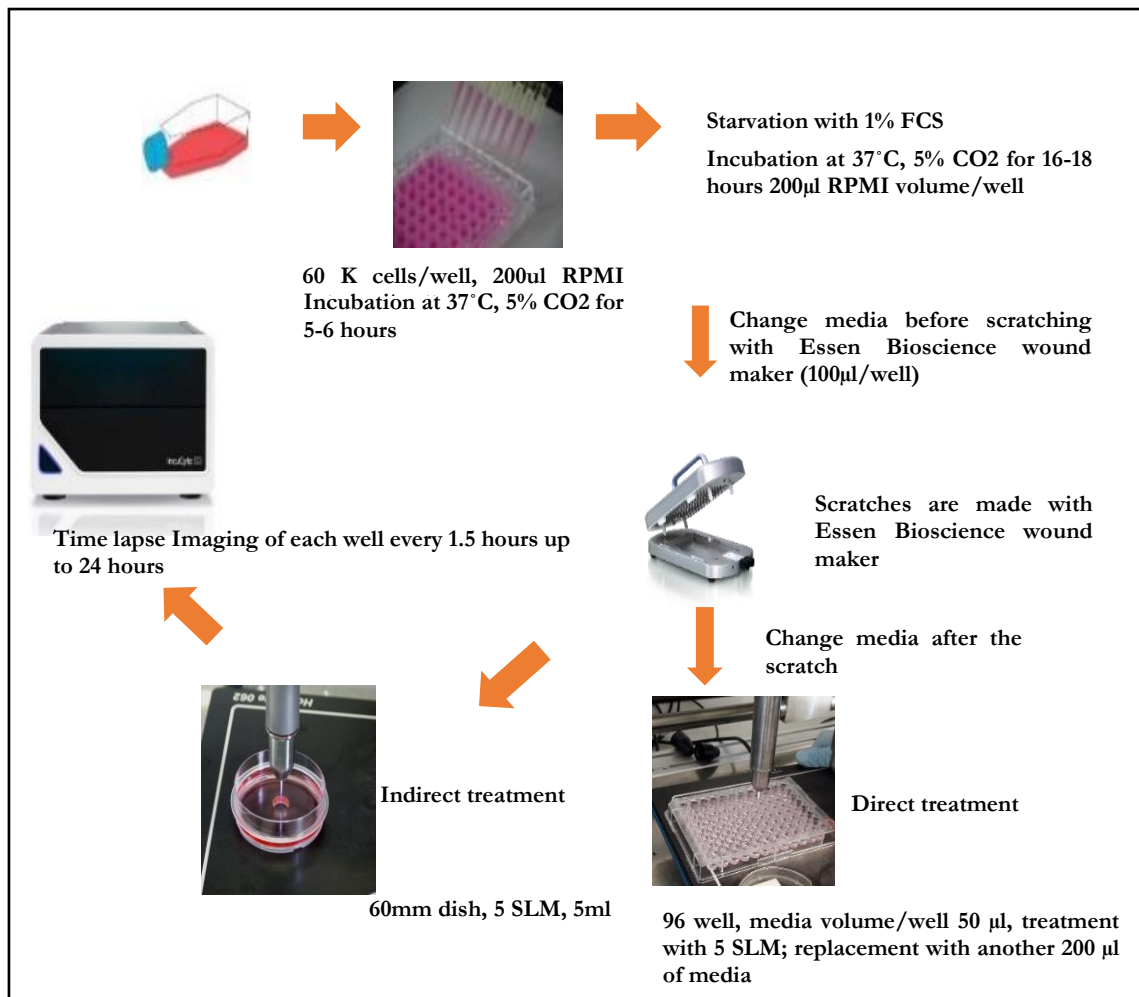 Starvation with 1% FCS
Incubation at 37˚C, 5% CO2 for 16-18
hours 200µl RPMI volume/well
60 K cells/well, 200ul RPMI
Incubation at 37˚C, 5% CO2 for
5-6 hours
Change media before scratching
with Essen Bioscience wound
maker (100µl/well)
Scratches are made with
Essen Bioscience wound
maker
Change media after the
scratch
Direct treatment
96 well, media volume/well 50 µl, treatment
with 5 SLM; replacement with another 200 µl
of media
Indirect treatment
60mm dish, 5 SLM, 5ml
IncuCyte
Time lapse Imaging of each well every 1.5 hours up
to 24 hours